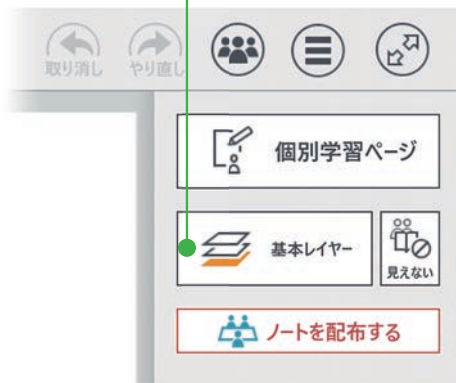 取り消し
やり直し
個別学習ページ
基本レイヤー
見えない
ノートを配布する